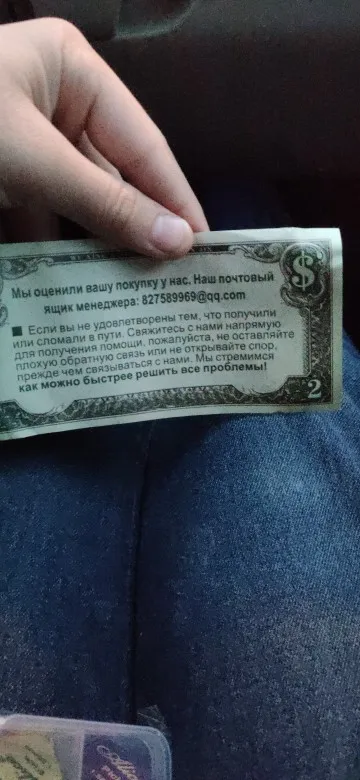 Мы оценили вашу покупку у нас. Наш почтовый
ящик менеджера: 827589969@qq.com
■ Если вы не удовлетворены тем, что получили
или сломали в пути. Свяжитесь с нами напрямую
для получения помощи, пожалуйста, не оставляйте
плохую обратную связь или не открывайте спор,
прежде чем связываться с нами. Мы стремимся
как можно быстрее решить все проблемы!
$
2